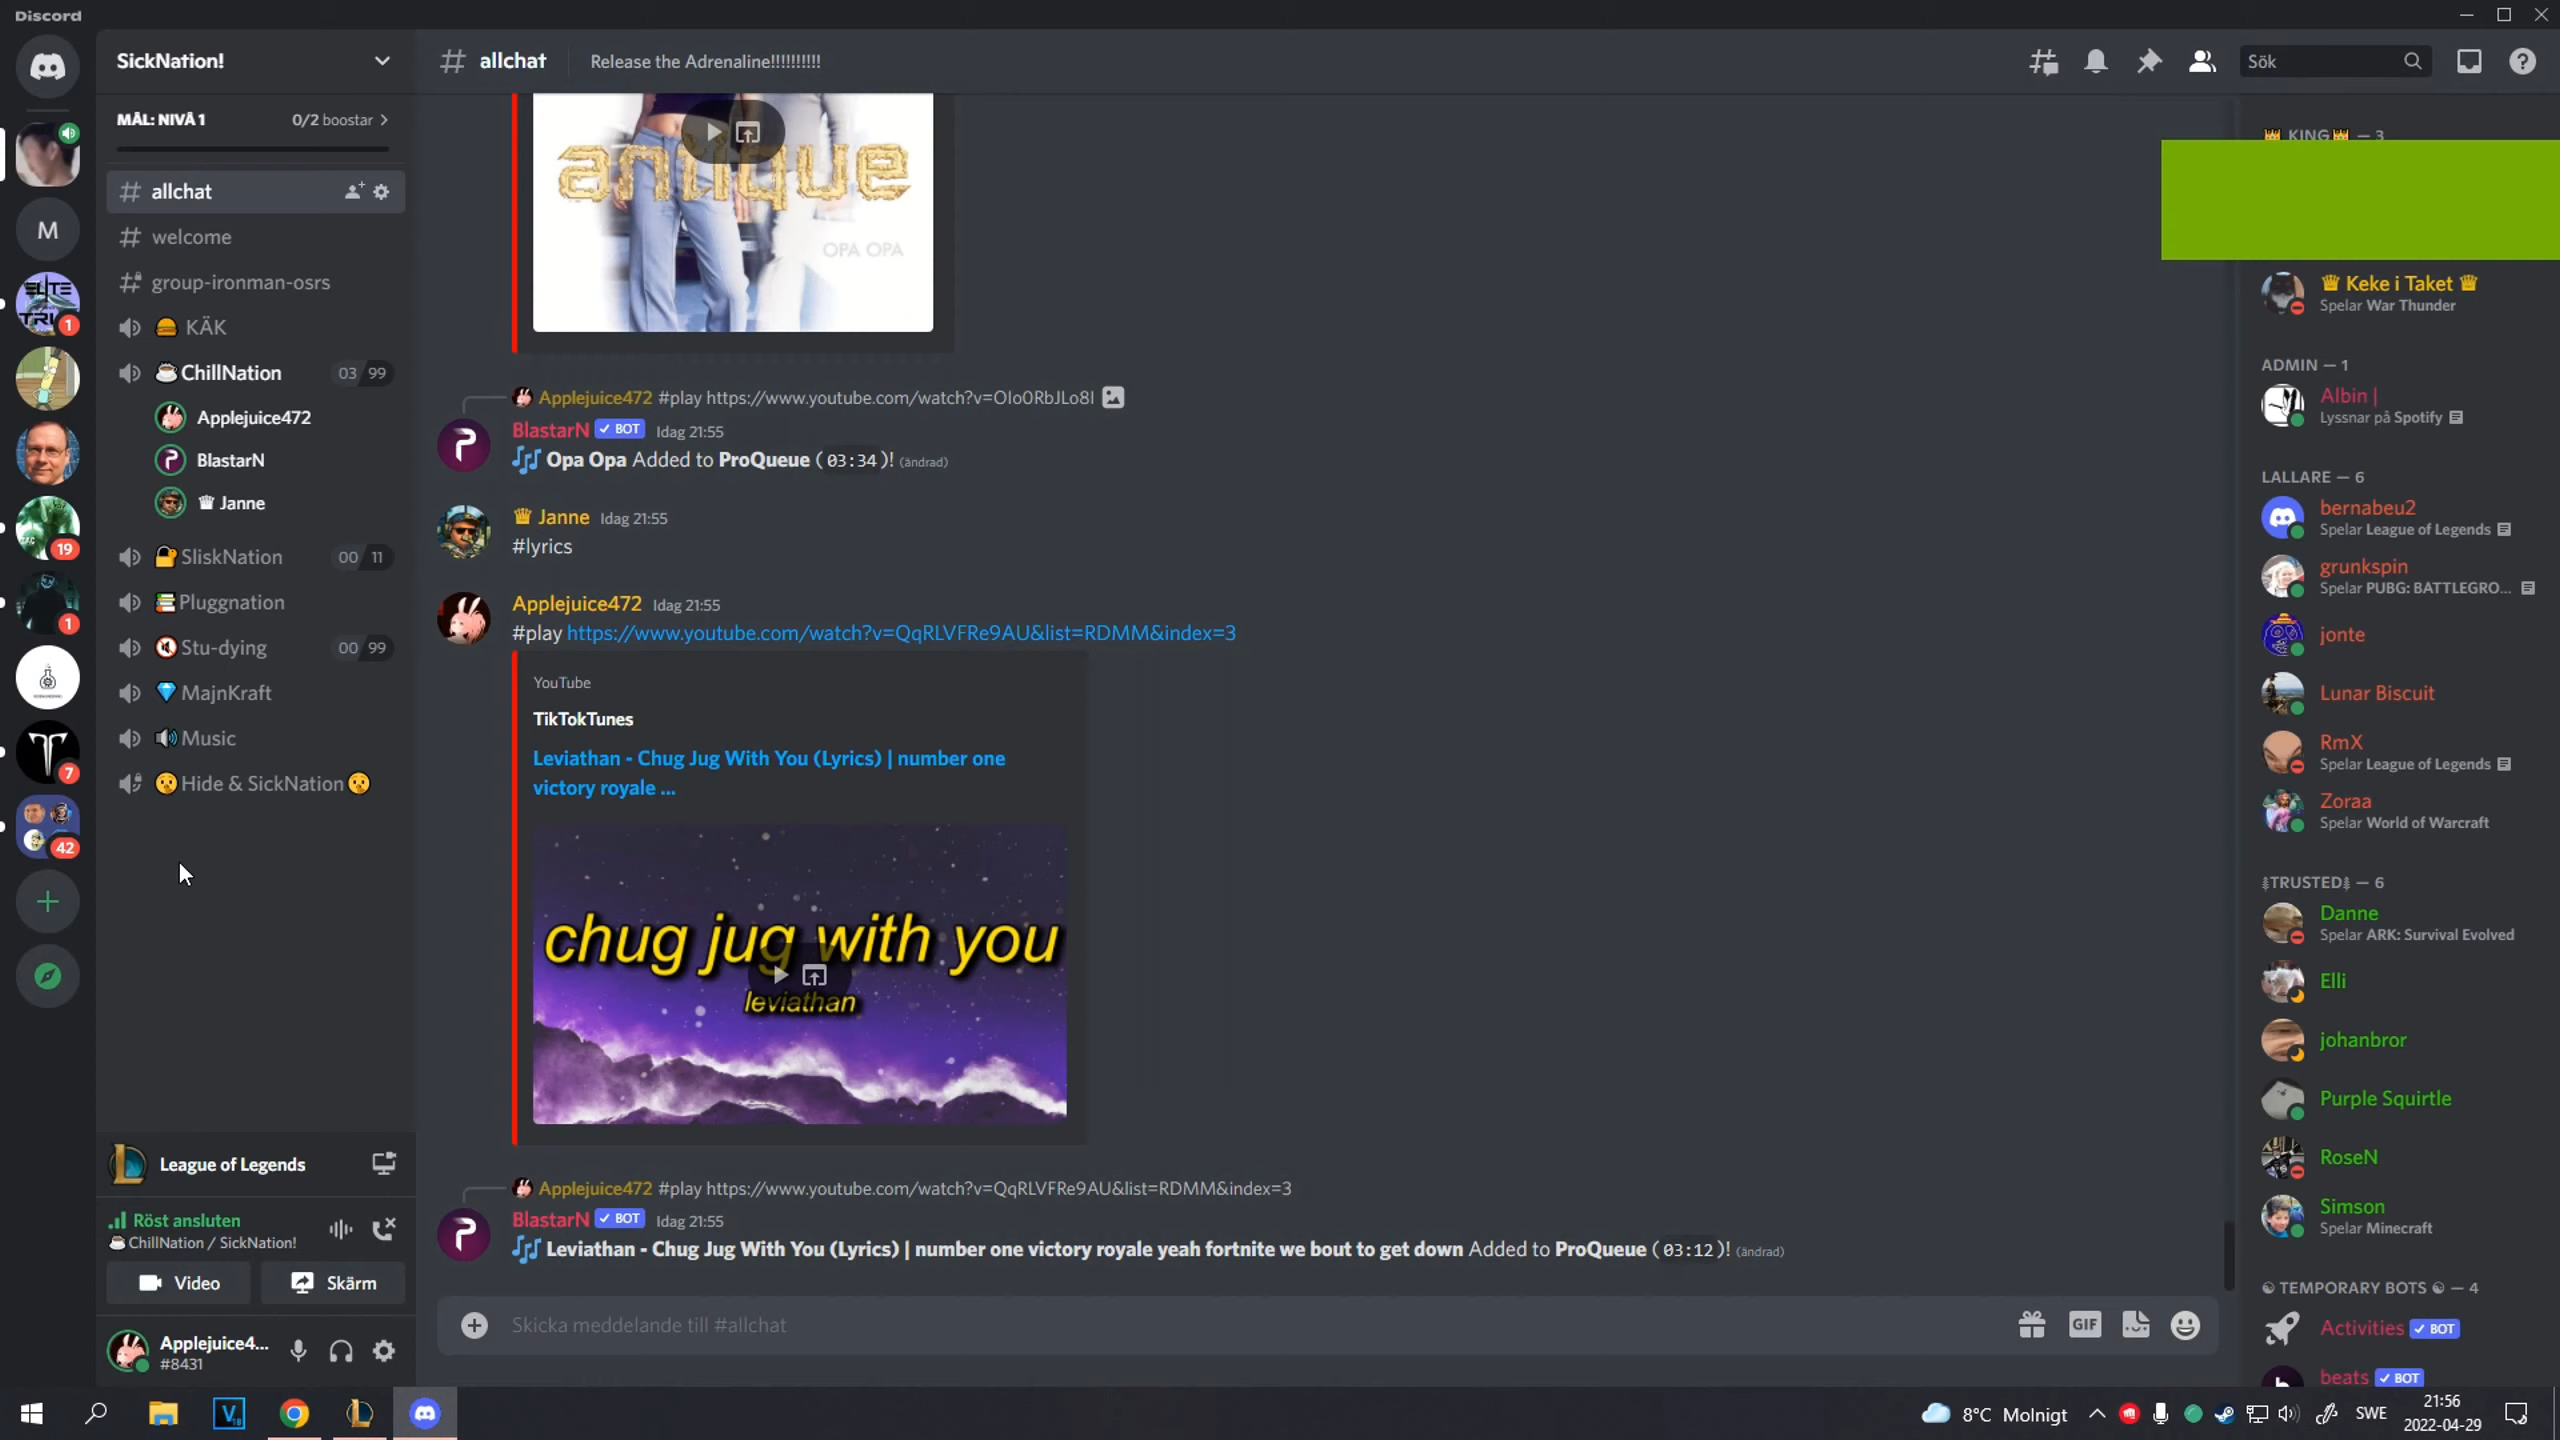 Discord
SickNation!
MÅL: NIVÅ 1
0/2 boostar
allchat
welcome
group-ironman-osrs
KÄK
ChillNation
03 99
Applejuice472
BlastarN
Janne
SliskNation
00 11
Pluggnation
Stu-dying
00 99
MajnKraft
Music
Hide & SickNation
M
ELITE
TRI
1
19
1
7
42
League of Legends
Röst ansluten
ChillNation / SickNation!
Video
Skärm
Applejuice4...
#8431
allchat
Release the Adrenaline!!!!!!!!!!
Sök
antique
OPA OPA
Applejuice472 #play https://www.youtube.com/watch?v=OIo0RbJLo8I
BlastarN BOT Idag 21:55
Opa Opa Added to ProQueue ( 03:34 )! (ändrad)
Janne Idag 21:55
#lyrics
Applejuice472 Idag 21:55
#play https://www.youtube.com/watch?v=QqRLVFRe9AU&list=RDMM&index=3
YouTube
TikTokTunes
Leviathan - Chug Jug With You (Lyrics) | number one
victory royale ...
chug jug with you
leviathan
Applejuice472 #play https://www.youtube.com/watch?v=QqRLVFRe9AU&list=RDMM&index=3
BlastarN BOT Idag 21:55
Leviathan - Chug Jug With You (Lyrics) | number one victory royale yeah fortnite we bout to get down Added to ProQueue ( 03:12 )! (ändrad)
Skicka meddelande till #allchat
GIF
KING — 3
Keke i Taket
Spelar War Thunder
ADMIN — 1
Albin |
Lyssnar på Spotify
LALLARE — 6
bernabeu2
Spelar League of Legends
grunkspin
Spelar PUBG: BATTLEGRO...
jonte
Lunar Biscuit
RmX
Spelar League of Legends
Zoraa
Spelar World of Warcraft
TRUSTED — 6
Danne
Spelar ARK: Survival Evolved
Elli
johanbror
Purple Squirtle
RoseN
Simson
Spelar Minecraft
TEMPORARY BOTS — 4
Activities BOT
beats BOT
8°C Molnigt
SWE
21:56
2022-04-29